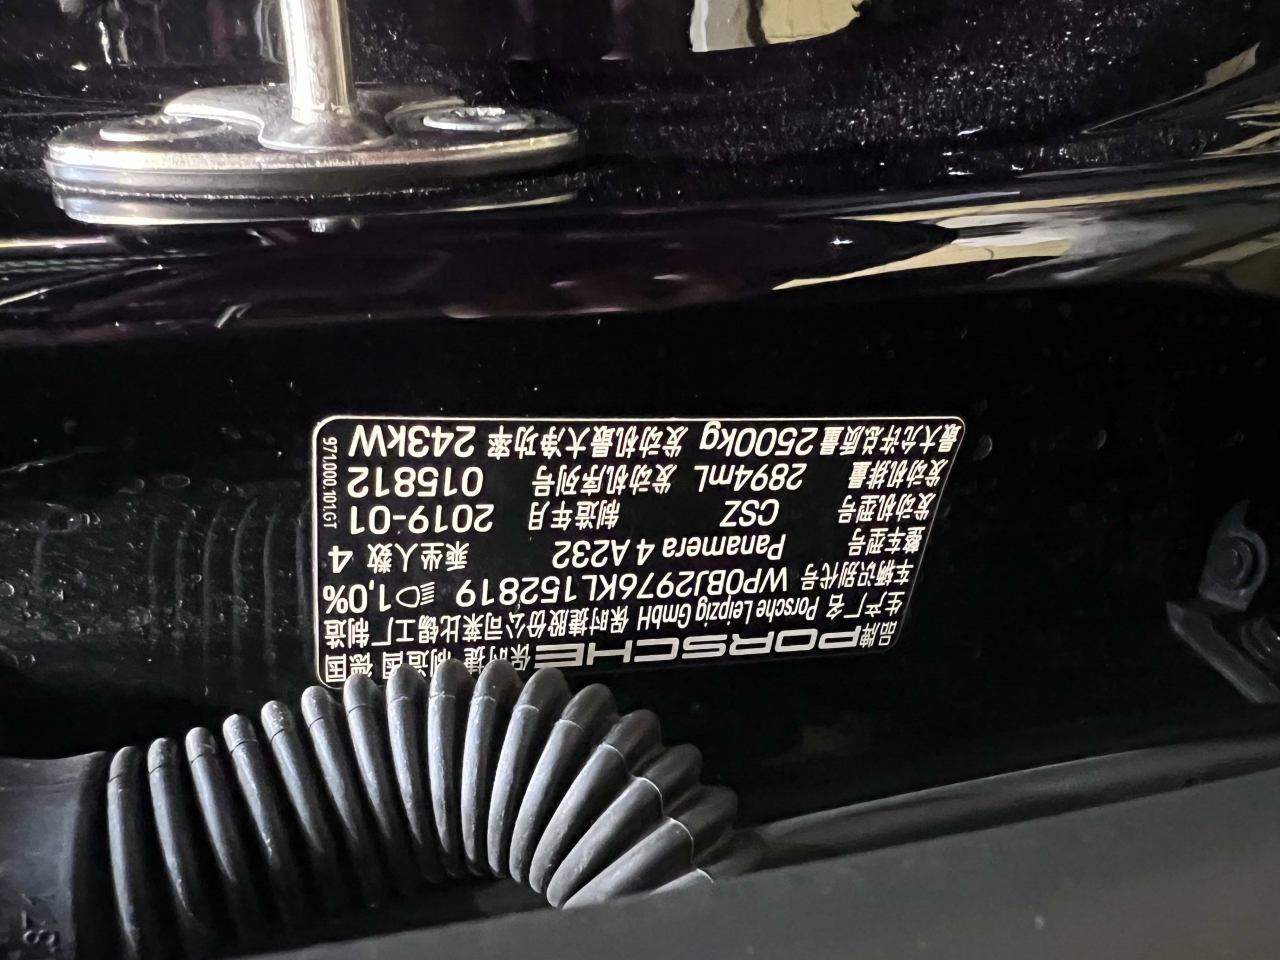 品牌 PORSCHE 保时捷 制造国 德国
生产厂名 Porsche Leipzig GmbH 保时捷股份公司莱比锡工厂制造
车辆识别代号 WP0BJ2976KL152819 1,0%
整车型号 Panamera 4 A232 乘坐人数 4
发动机型号 CSZ 制造年月 2019-01
发动机排量 2894mL 发动机序列号 015812
最大允许总质量 2500kg 发动机最大净功率 243kW
971.000.101.GT